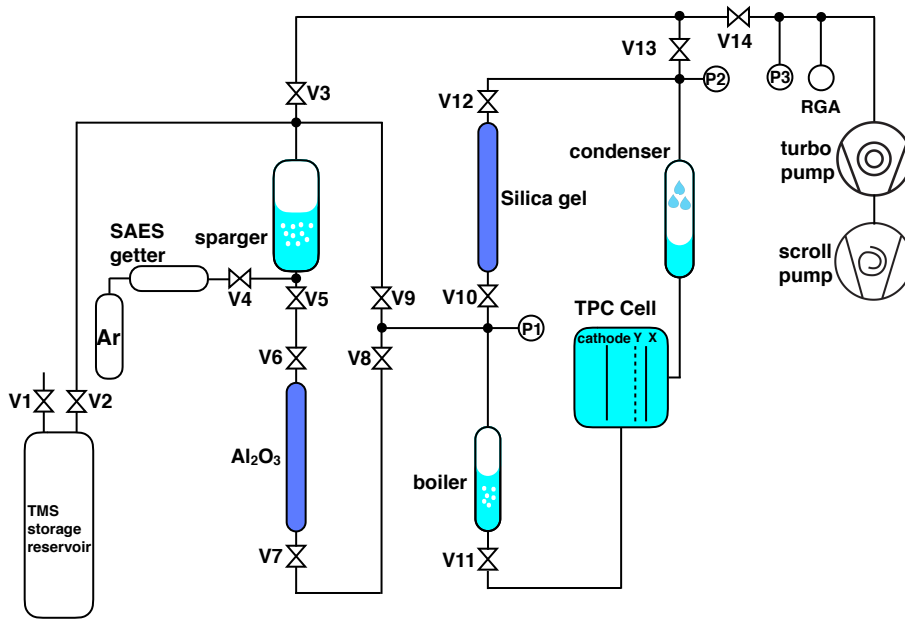 V13
V14
P2
P3
RGA
V3
V12
condenser
turbo
pump
Silica gel
SAES
getter
sparger
scroll
pump
V4
V5
V9
V10
TPC Cell
Ar
P1
cathode Y X
V6
V8
V1
V2
Al₂O₃
boiler
TMS
storage
reservoir
V7
V11